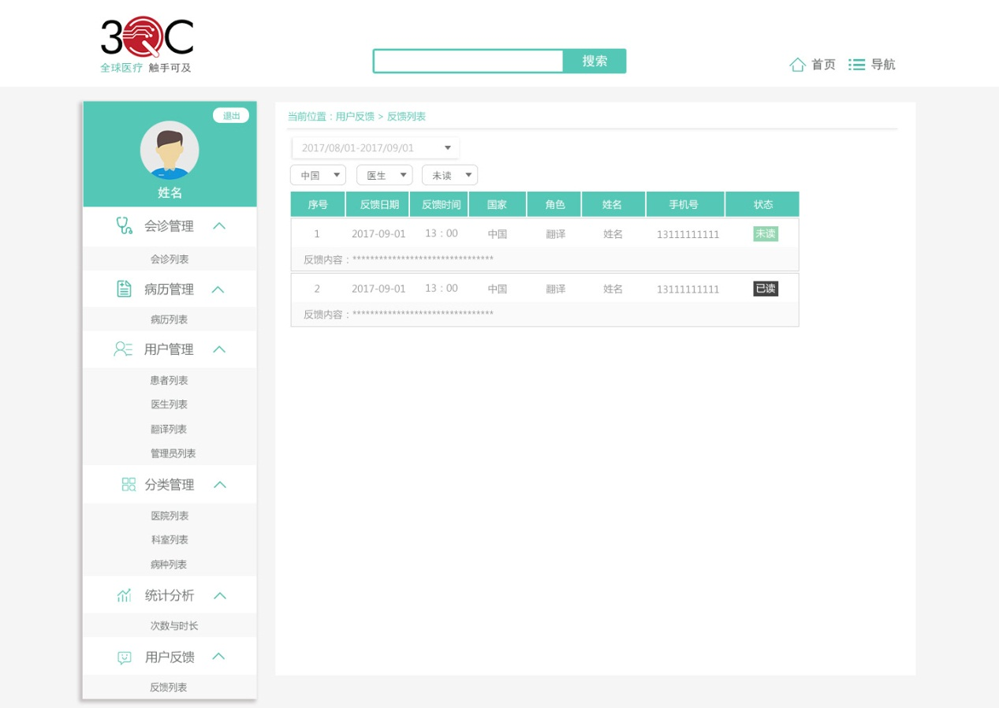 3QC
全球医疗 触手可及
搜索
首页
导航
退出
姓名
会诊管理
会诊列表
病历管理
病历列表
用户管理
患者列表
医生列表
翻译列表
管理员列表
分类管理
医院列表
科室列表
病种列表
统计分析
次数与时长
用户反馈
反馈列表
当前位置：用户反馈 > 反馈列表
2017/08/01-2017/09/01
中国 医生 未读
序号 反馈日期 反馈时间 国家 角色 姓名 手机号 状态
1 2017-09-01 13：00 中国 翻译 姓名 13111111111 未读
反馈内容：********************************
2 2017-09-01 13：00 中国 翻译 姓名 13111111111 已读
反馈内容：********************************